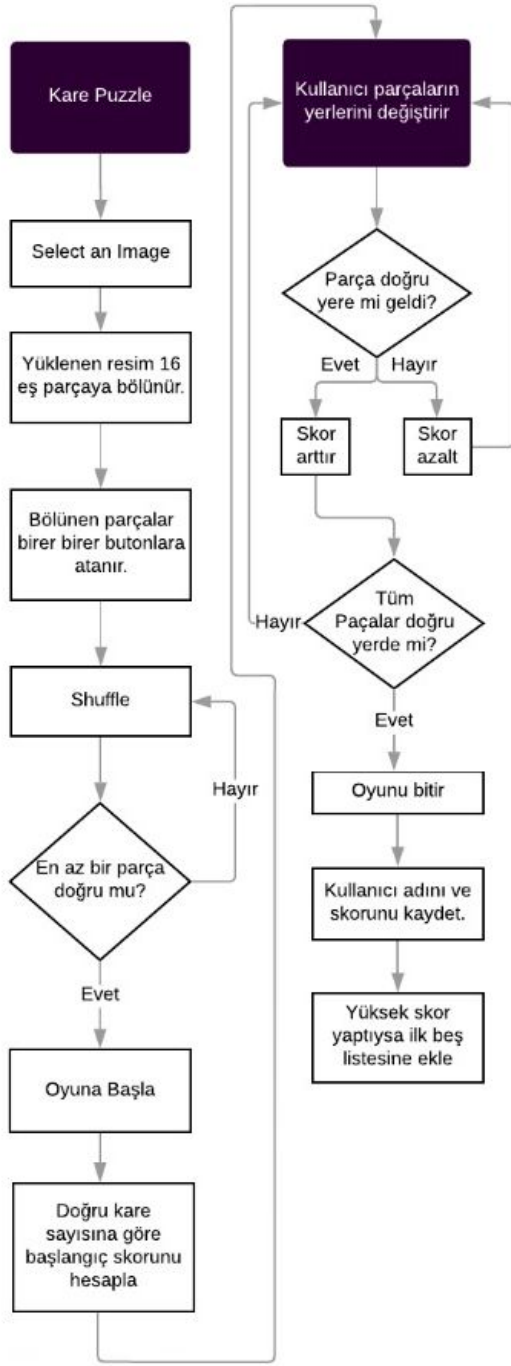 Kare Puzzle
Select an Image
Yüklenen resim 16
eş parçaya bölünür.
Bölünen parçalar
birer birer butonlara
atanır.
Shuffle
Hayır
En az bir parça
doğru mu?
Evet
Oyuna Başla
Doğru kare
sayısına göre
başlangıç skorunu
hesapla
Kullanıcı parçaların
yerlerini değiştirir
Parça doğru
yere mi geldi?
Evet
Hayır
Skor
arttır
Skor
azalt
Tüm
Paçalar doğru
yerde mi?
Hayır
Evet
Oyunu bitir
Kullanıcı adını ve
skorunu kaydet.
Yüksek skor
yaptıysa ilk beş
listesine ekle